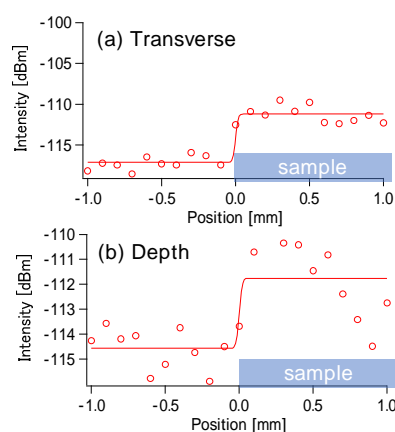 (a) Transverse
Intensity [dBm]
-100
-105
-110
-115
sample
-1.0 -0.5 0.0 0.5 1.0
Position [mm]
(b) Depth
Intensity [dBm]
-110
-111
-112
-113
-114
-115
sample
-1.0 -0.5 0.0 0.5 1.0
Position [mm]